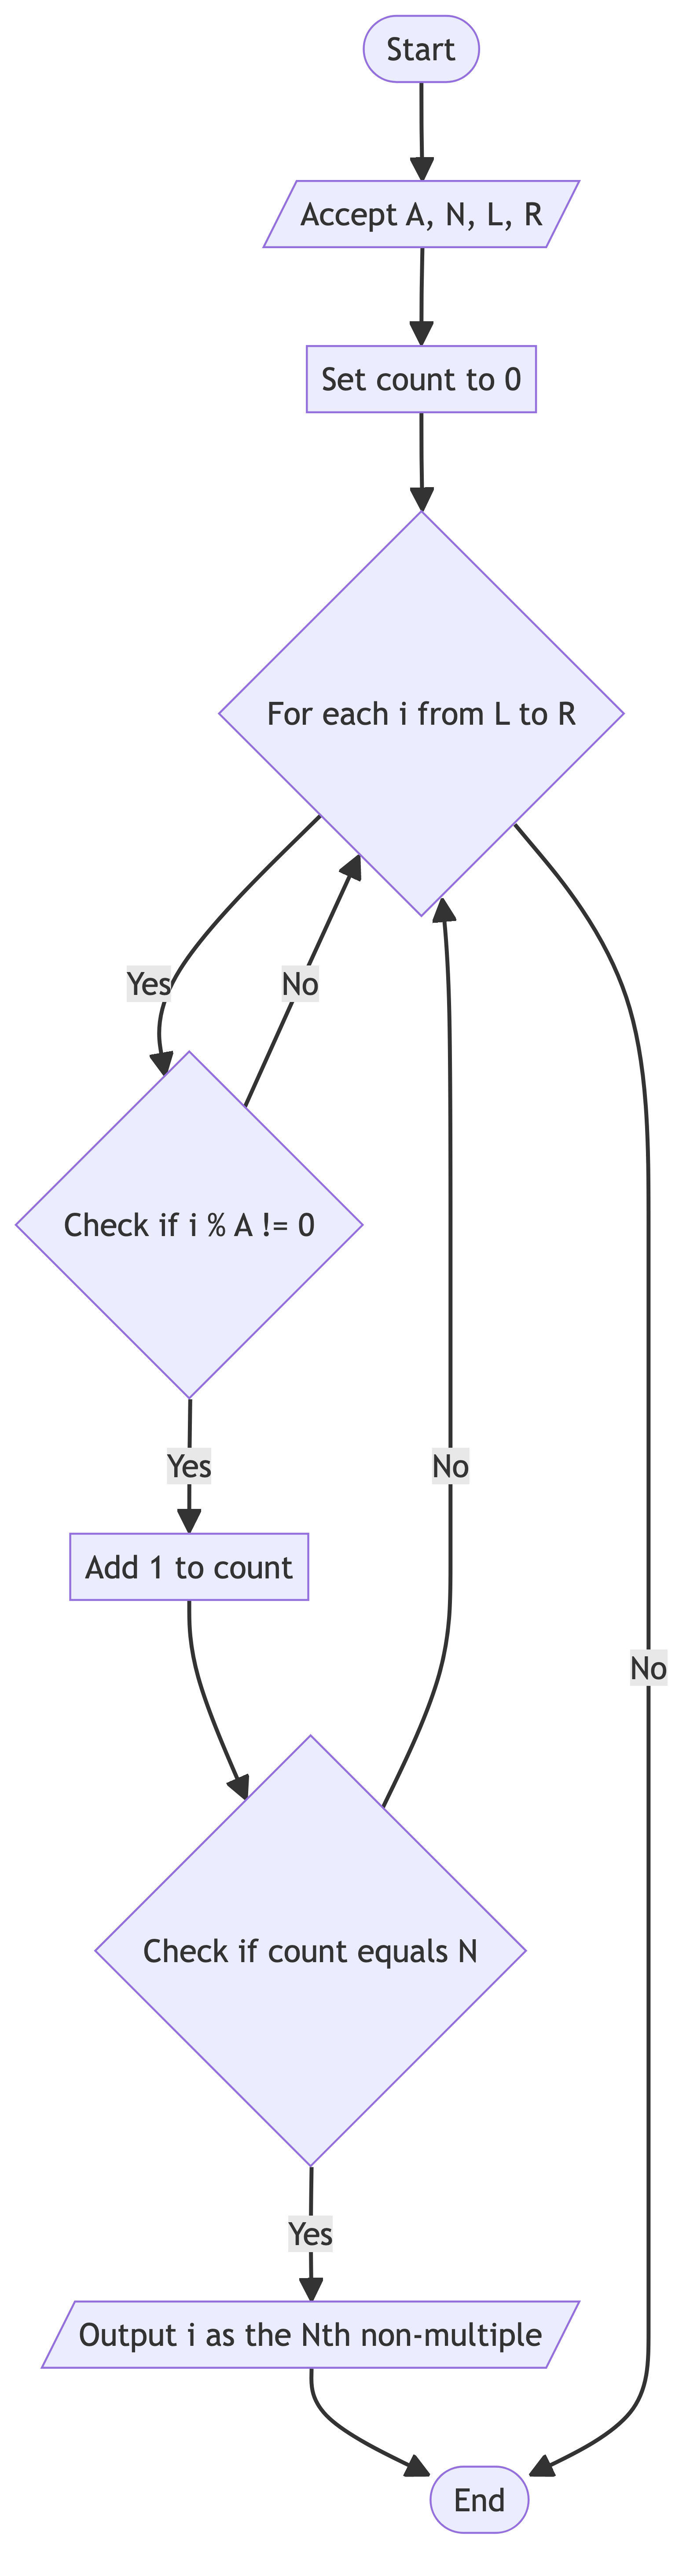 Start
Accept A, N, L, R
Set count to 0
For each i from L to R
Yes
No
Check if i % A != 0
Yes
No
Add 1 to count
No
Check if count equals N
Yes
Output i as the Nth non-multiple
End